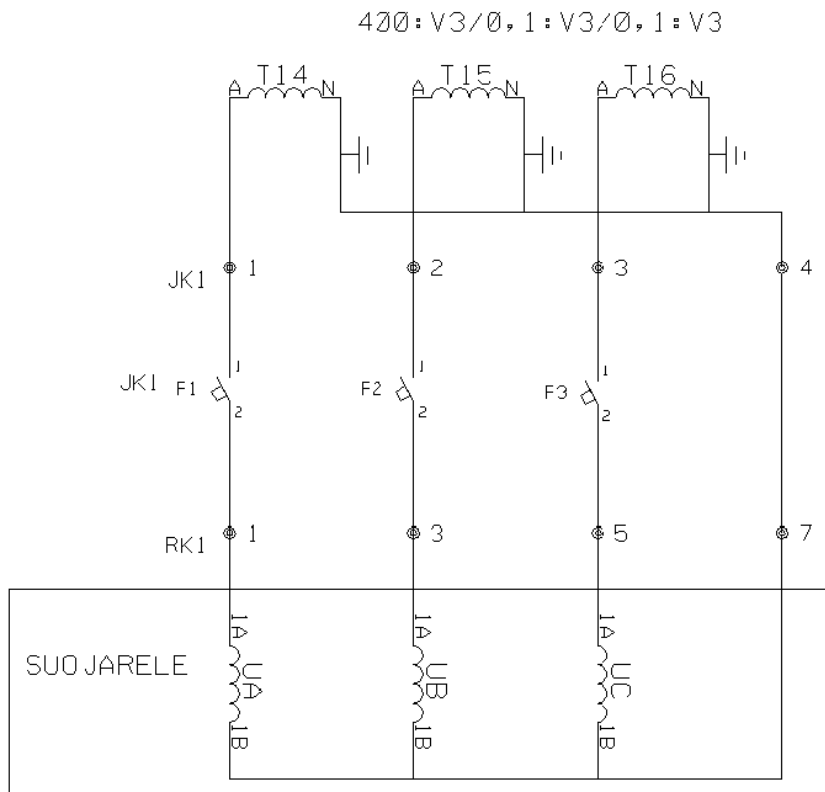 400:V3/0,1:V3/0,1:V3
A T14 N A T15 N A T16 N
JK1 1 2 3 4
1 1 1
JK1 F1 F2 F3
2 2 2
RK1 1 3 5 7
1A 1A 1A
SUOJARELE UA UB UC
1B 1B 1B